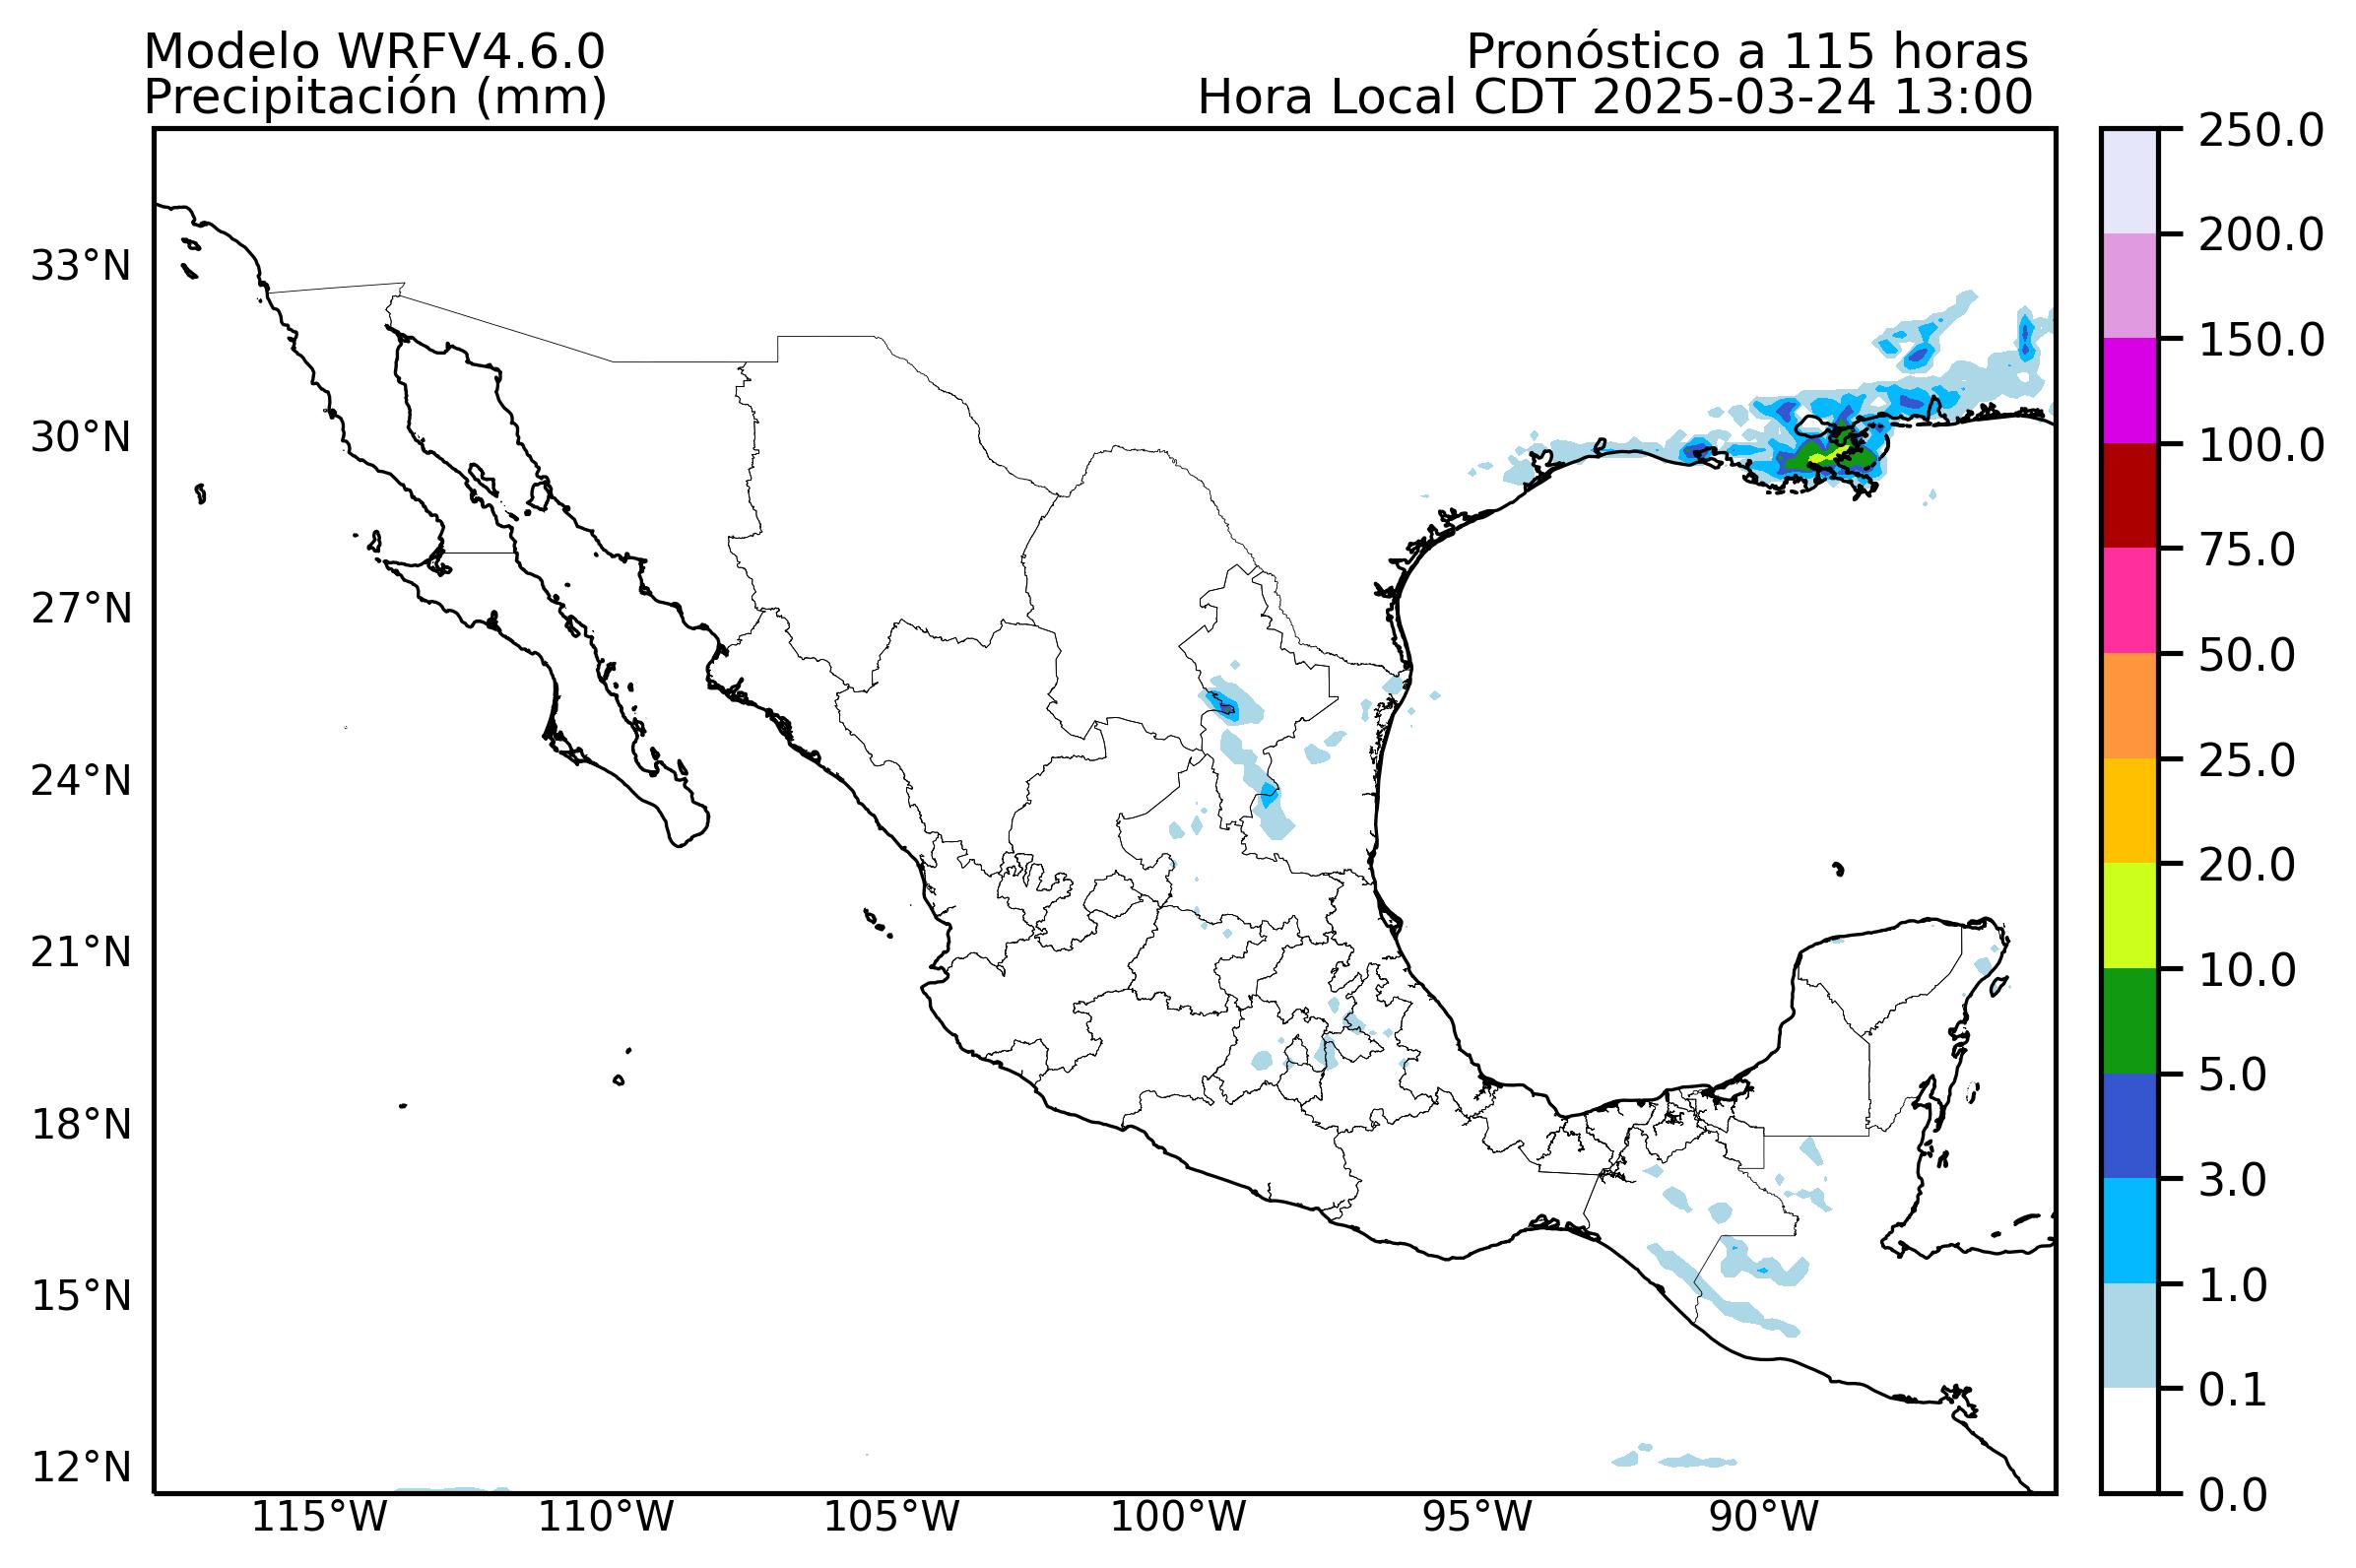 Modelo WRFV4.6.0
Pronóstico a 115 horas
Precipitación (mm)
Hora Local CDT 2025-03-24 13:00
250.0
200.0
150.0
100.0
75.0
50.0
25.0
20.0
10.0
5.0
3.0
1.0
0.1
0.0
33°N
30°N
27°N
24°N
21°N
18°N
15°N
12°N
115°W
110°W
105°W
100°W
95°W
90°W